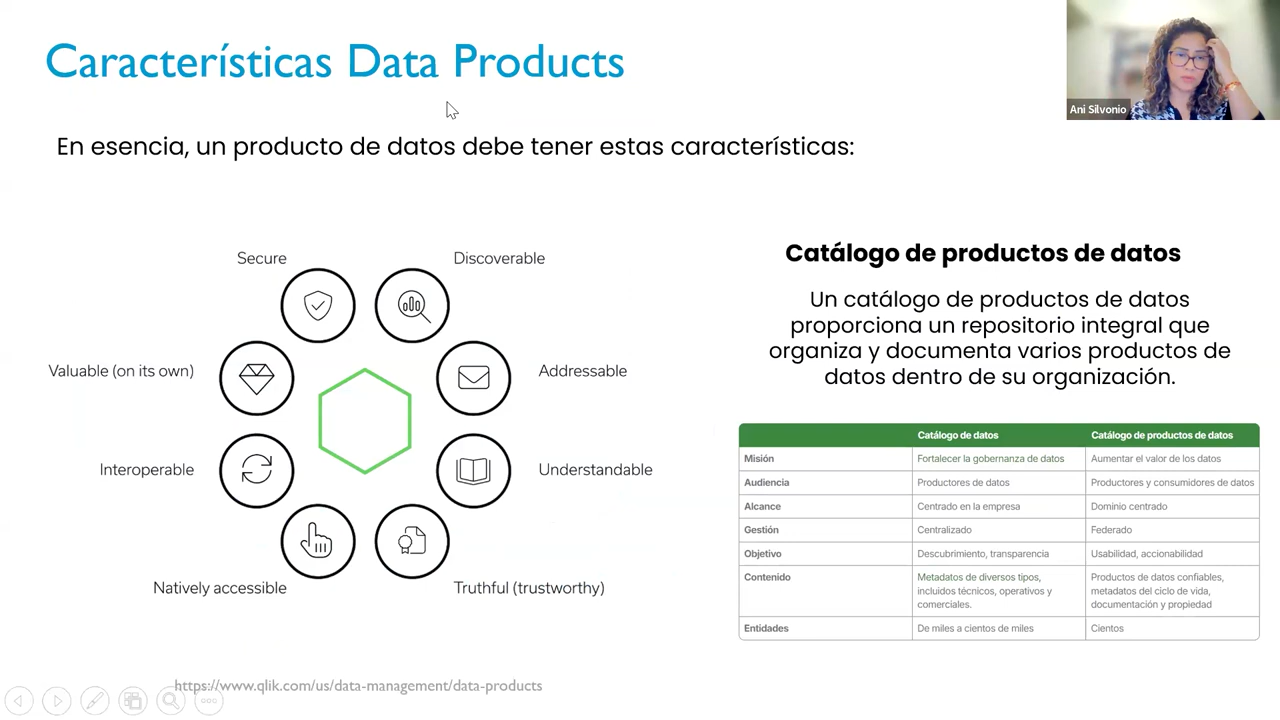 Características Data Products
Ani Silvonio
En esencia, un producto de datos debe tener estas características:
Secure
Discoverable
Valuable (on its own)
Addressable
Interoperable
Understandable
Natively accessible
Truthful (trustworthy)
Catálogo de productos de datos
Un catálogo de productos de datos
proporciona un repositorio integral que
organiza y documenta varios productos de
datos dentro de su organización.
Catálogo de datos Catálogo de productos de datos
Misión Fortalecer la gobernanza de datos Aumentar el valor de los datos
Audiencia Productores de datos Productores y consumidores de datos
Alcance Centrado en la empresa Dominio centrado
Gestión Centralizado Federado
Objetivo Descubrimiento, transparencia Usabilidad, accionabilidad
Contenido Metadatos de diversos tipos, Productos de datos confiables,
incluidos técnicos, operativos y metadatos del ciclo de vida,
comerciales. documentación y propiedad
Entidades De miles a cientos de miles Cientos
https://www.qlik.com/us/data-management/data-products